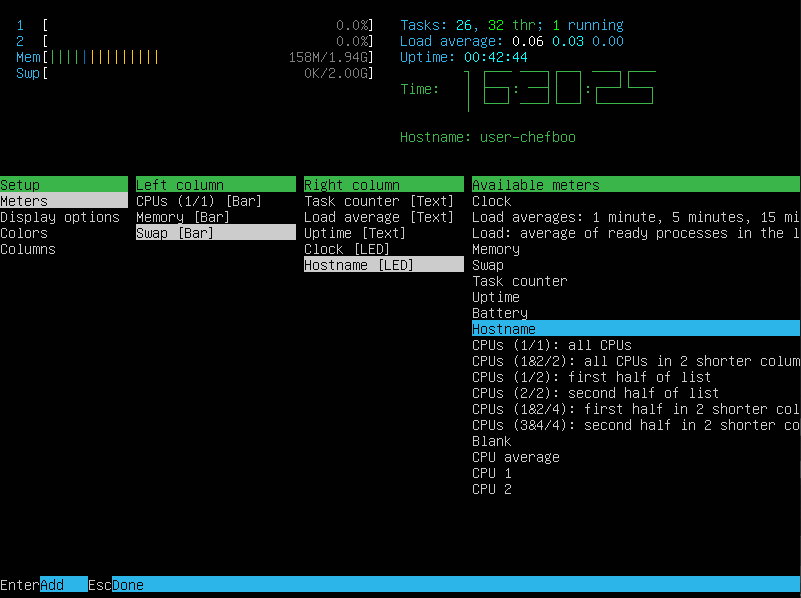 1 [ 0.0%]
2 [ 0.0%]
Mem[|||||||||||||| 158M/1.94G]
Swp[ 0K/2.00G]
Tasks: 26, 32 thr; 1 running
Load average: 0.06 0.03 0.00
Uptime: 00:42:44
Time: 16:30:25
Hostname: user-chefboo
Setup
Meters
Display options
Colors
Columns
Left column
CPUs (1/1) [Bar]
Memory [Bar]
Swap [Bar]
Right column
Task counter [Text]
Load average [Text]
Uptime [Text]
Clock [LED]
Hostname [LED]
Available meters
Clock
Load averages: 1 minute, 5 minutes, 15 mi
Load: average of ready processes in the l
Memory
Swap
Task counter
Uptime
Battery
Hostname
CPUs (1/1): all CPUs
CPUs (1&2/2): all CPUs in 2 shorter colum
CPUs (1/2): first half of list
CPUs (2/2): second half of list
CPUs (1&2/4): first half in 2 shorter col
CPUs (3&4/4): second half in 2 shorter co
Blank
CPU average
CPU 1
CPU 2
EnterAdd EscDone